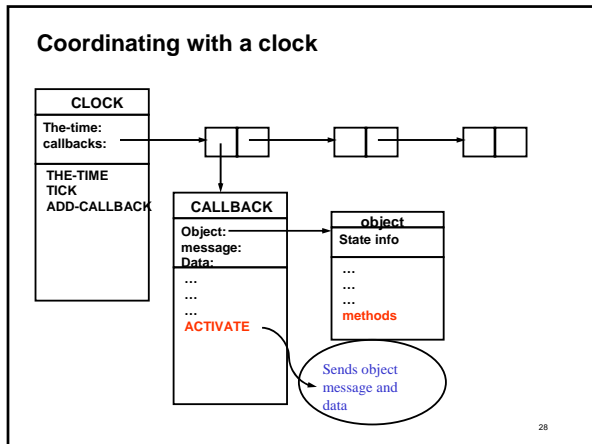 Coordinating with a clock
CLOCK
The-time:
callbacks:
THE-TIME
TICK
ADD-CALLBACK
CALLBACK
Object:
message:
Data:
...
...
...
ACTIVATE
object
State info
...
...
...
methods
Sends object
message and
data
28